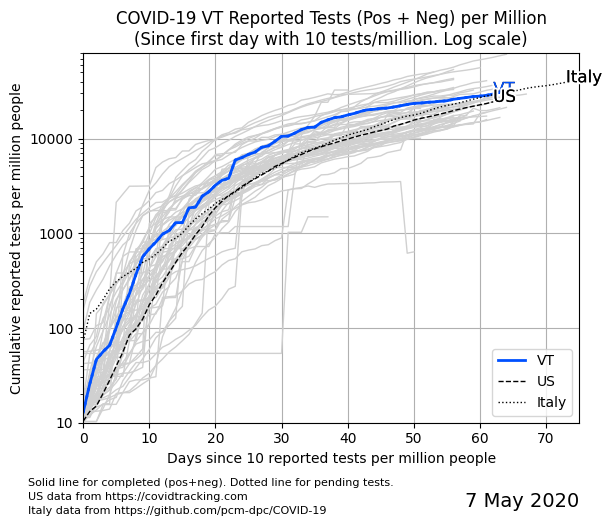 COVID-19 VT Reported Tests (Pos + Neg) per Million
(Since first day with 10 tests/million. Log scale)
Cumulative reported tests per million people
10000
1000
100
10
VT
US
Italy
VT
US
Italy
0 10 20 30 40 50 60 70
Days since 10 reported tests per million people
Solid line for completed (pos+neg). Dotted line for pending tests.
US data from https://covidtracking.com
Italy data from https://github.com/pcm-dpc/COVID-19
7 May 2020